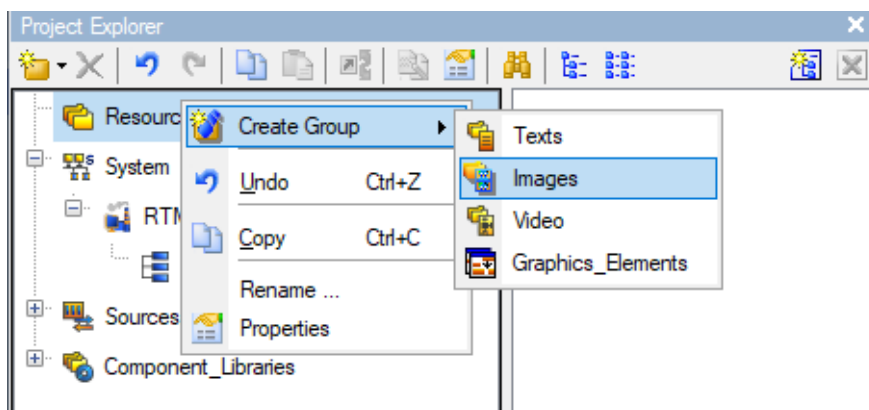 Project Explorer
Resourc
Create Group
Texts
System
Undo Ctrl+Z
Images
RTM
Video
Copy Ctrl+C
Graphics_Elements
Rename ...
Sources
Properties
Component_Libraries